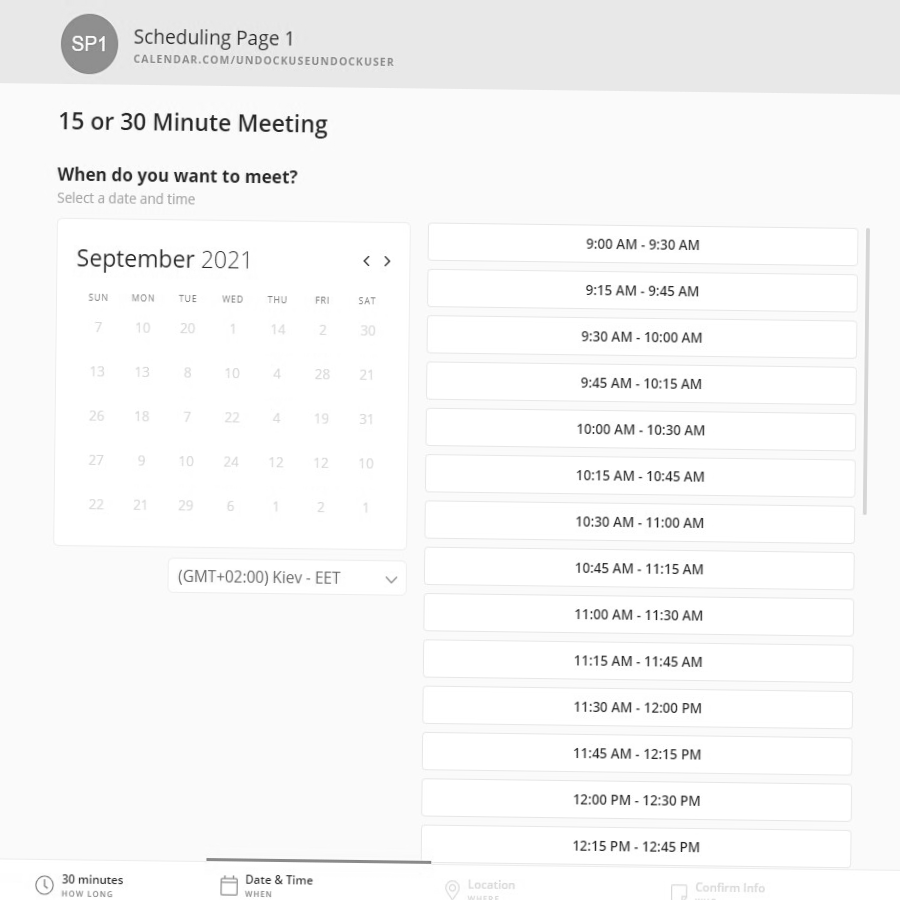 SP1
Scheduling Page 1
CALENDAR.COM/UNDOCKUSEUNDOCKUSER
15 or 30 Minute Meeting
When do you want to meet?
Select a date and time
September 2021
SUN MON TUE WED THU FRI SAT
7 10 20 1 14 2 30
13 13 8 10 4 28 21
26 18 7 22 4 19 31
27 9 10 24 12 12 10
22 21 29 6 1 2 1
(GMT+02:00) Kiev - EET
9:00 AM - 9:30 AM
9:15 AM - 9:45 AM
9:30 AM - 10:00 AM
9:45 AM - 10:15 AM
10:00 AM - 10:30 AM
10:15 AM - 10:45 AM
10:30 AM - 11:00 AM
10:45 AM - 11:15 AM
11:00 AM - 11:30 AM
11:15 AM - 11:45 AM
11:30 AM - 12:00 PM
11:45 AM - 12:15 PM
12:00 PM - 12:30 PM
12:15 PM - 12:45 PM
30 minutes
HOW LONG
Date & Time
WHEN
Location
WHERE
Confirm Info